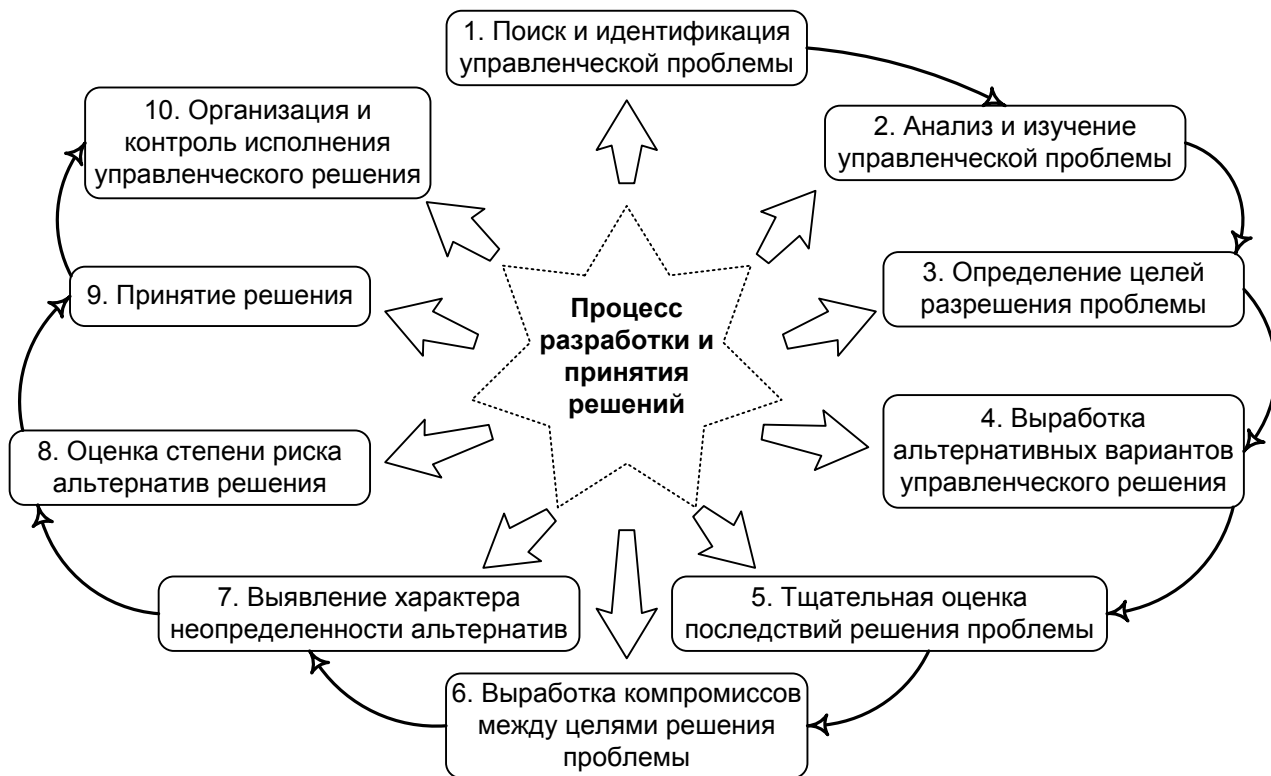 1. Поиск и идентификация
управленческой проблемы
2. Анализ и изучение
управленческой проблемы
3. Определение целей
разрешения проблемы
4. Выработка
альтернативных вариантов
управленческого решения
5. Тщательная оценка
последствий решения проблемы
6. Выработка компромиссов
между целями решения
проблемы
7. Выявление характера
неопределенности альтернатив
8. Оценка степени риска
альтернатив решения
9. Принятие решения
10. Организация и
контроль исполнения
управленческого решения
Процесс
разработки и
принятия
решений